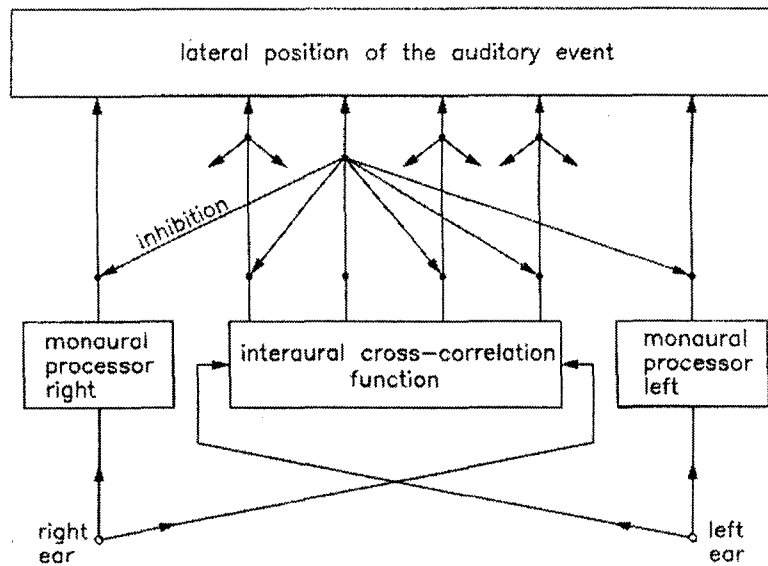 lateral position of the auditory event
inhibition
monaural
processor
right
interaural cross-correlation
function
monaural
processor
left
right
ear
left
ear